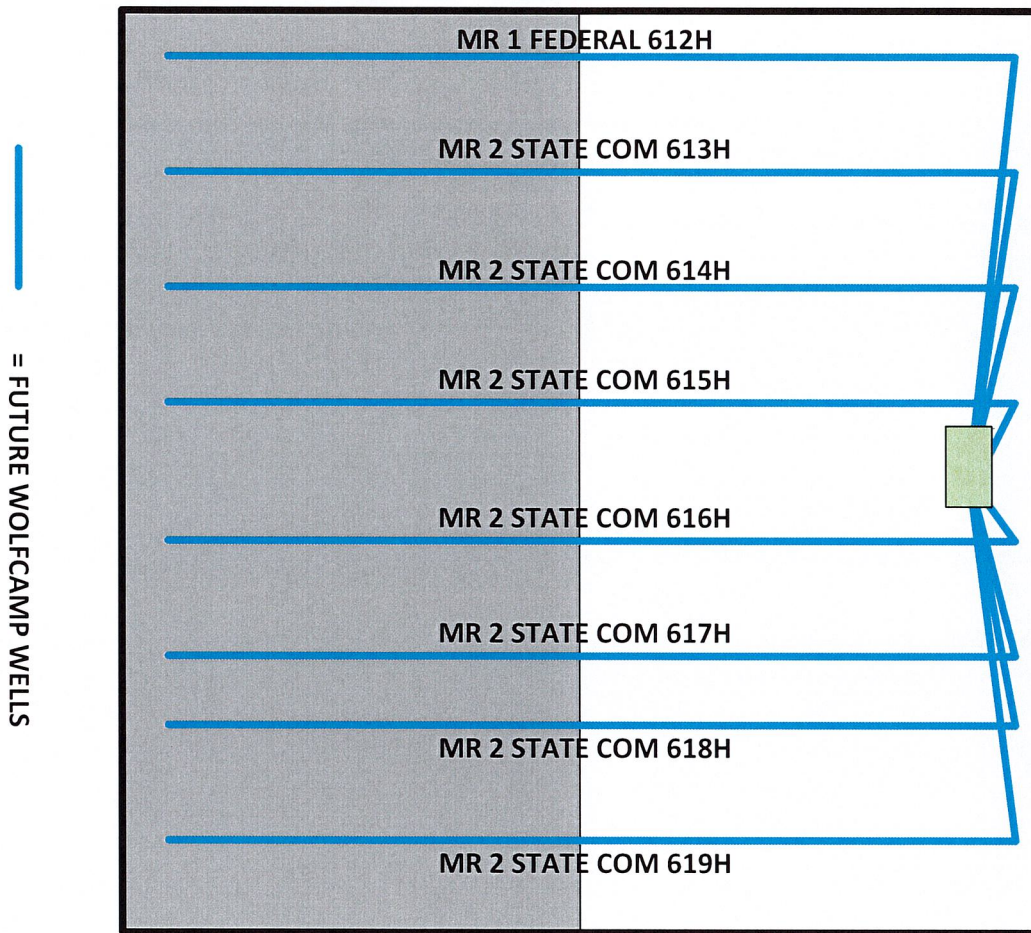 MR 1 FEDERAL 612H
MR 2 STATE COM 613H
MR 2 STATE COM 614H
MR 2 STATE COM 615H
MR 2 STATE COM 616H
MR 2 STATE COM 617H
MR 2 STATE COM 618H
MR 2 STATE COM 619H
= FUTURE WOLFCAMP WELLS